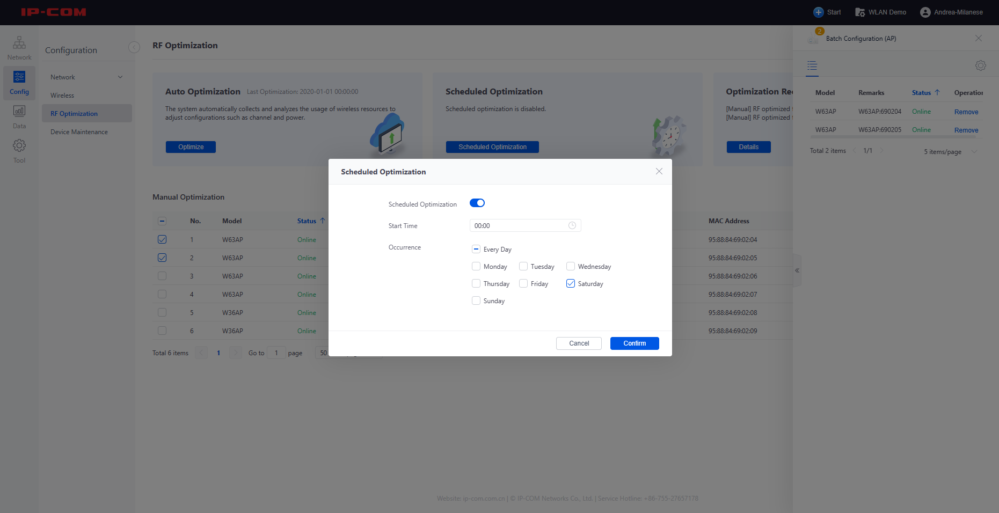 IP-COM
Start
WLAN Demo
Andrea-Milanese
Network
Config
Data
Tool
Configuration
Network
Wireless
RF Optimization
Device Maintenance
RF Optimization
Auto Optimization Last Optimization: 2020-01-01 00:00:00
The system automatically collects and analyzes the usage of wireless resources to
adjust configurations such as channel and power.
Optimize
Scheduled Optimization
Scheduled optimization is disabled.
Scheduled Optimization
Optimization Re
[Manual] RF optimized
[Manual] RF optimized
Details
Manual Optimization
No. Model Status MAC Address
1 W63AP Online 95:88:84:69:02:04
2 W63AP Online 95:88:84:69:02:05
3 W63AP Online 95:88:84:69:02:06
4 W63AP Online 95:88:84:69:02:07
5 W36AP Online 95:88:84:69:02:08
6 W36AP Online 95:88:84:69:02:09
Total 6 items 1 Go to 1 page 50
Scheduled Optimization
Scheduled Optimization
Start Time 00:00
Occurrence
Every Day
Monday Tuesday Wednesday
Thursday Friday Saturday
Sunday
Cancel Confirm
2
Batch Configuration (AP)
Model Remarks Status Operation
W63AP W63AP:690204 Online Remove
W63AP W63AP:690205 Online Remove
Total 2 items 1/1 5 items/page
Website: ip-com.com.cn | © IP-COM Networks Co., Ltd. | Service Hotline: +86-755-27657178